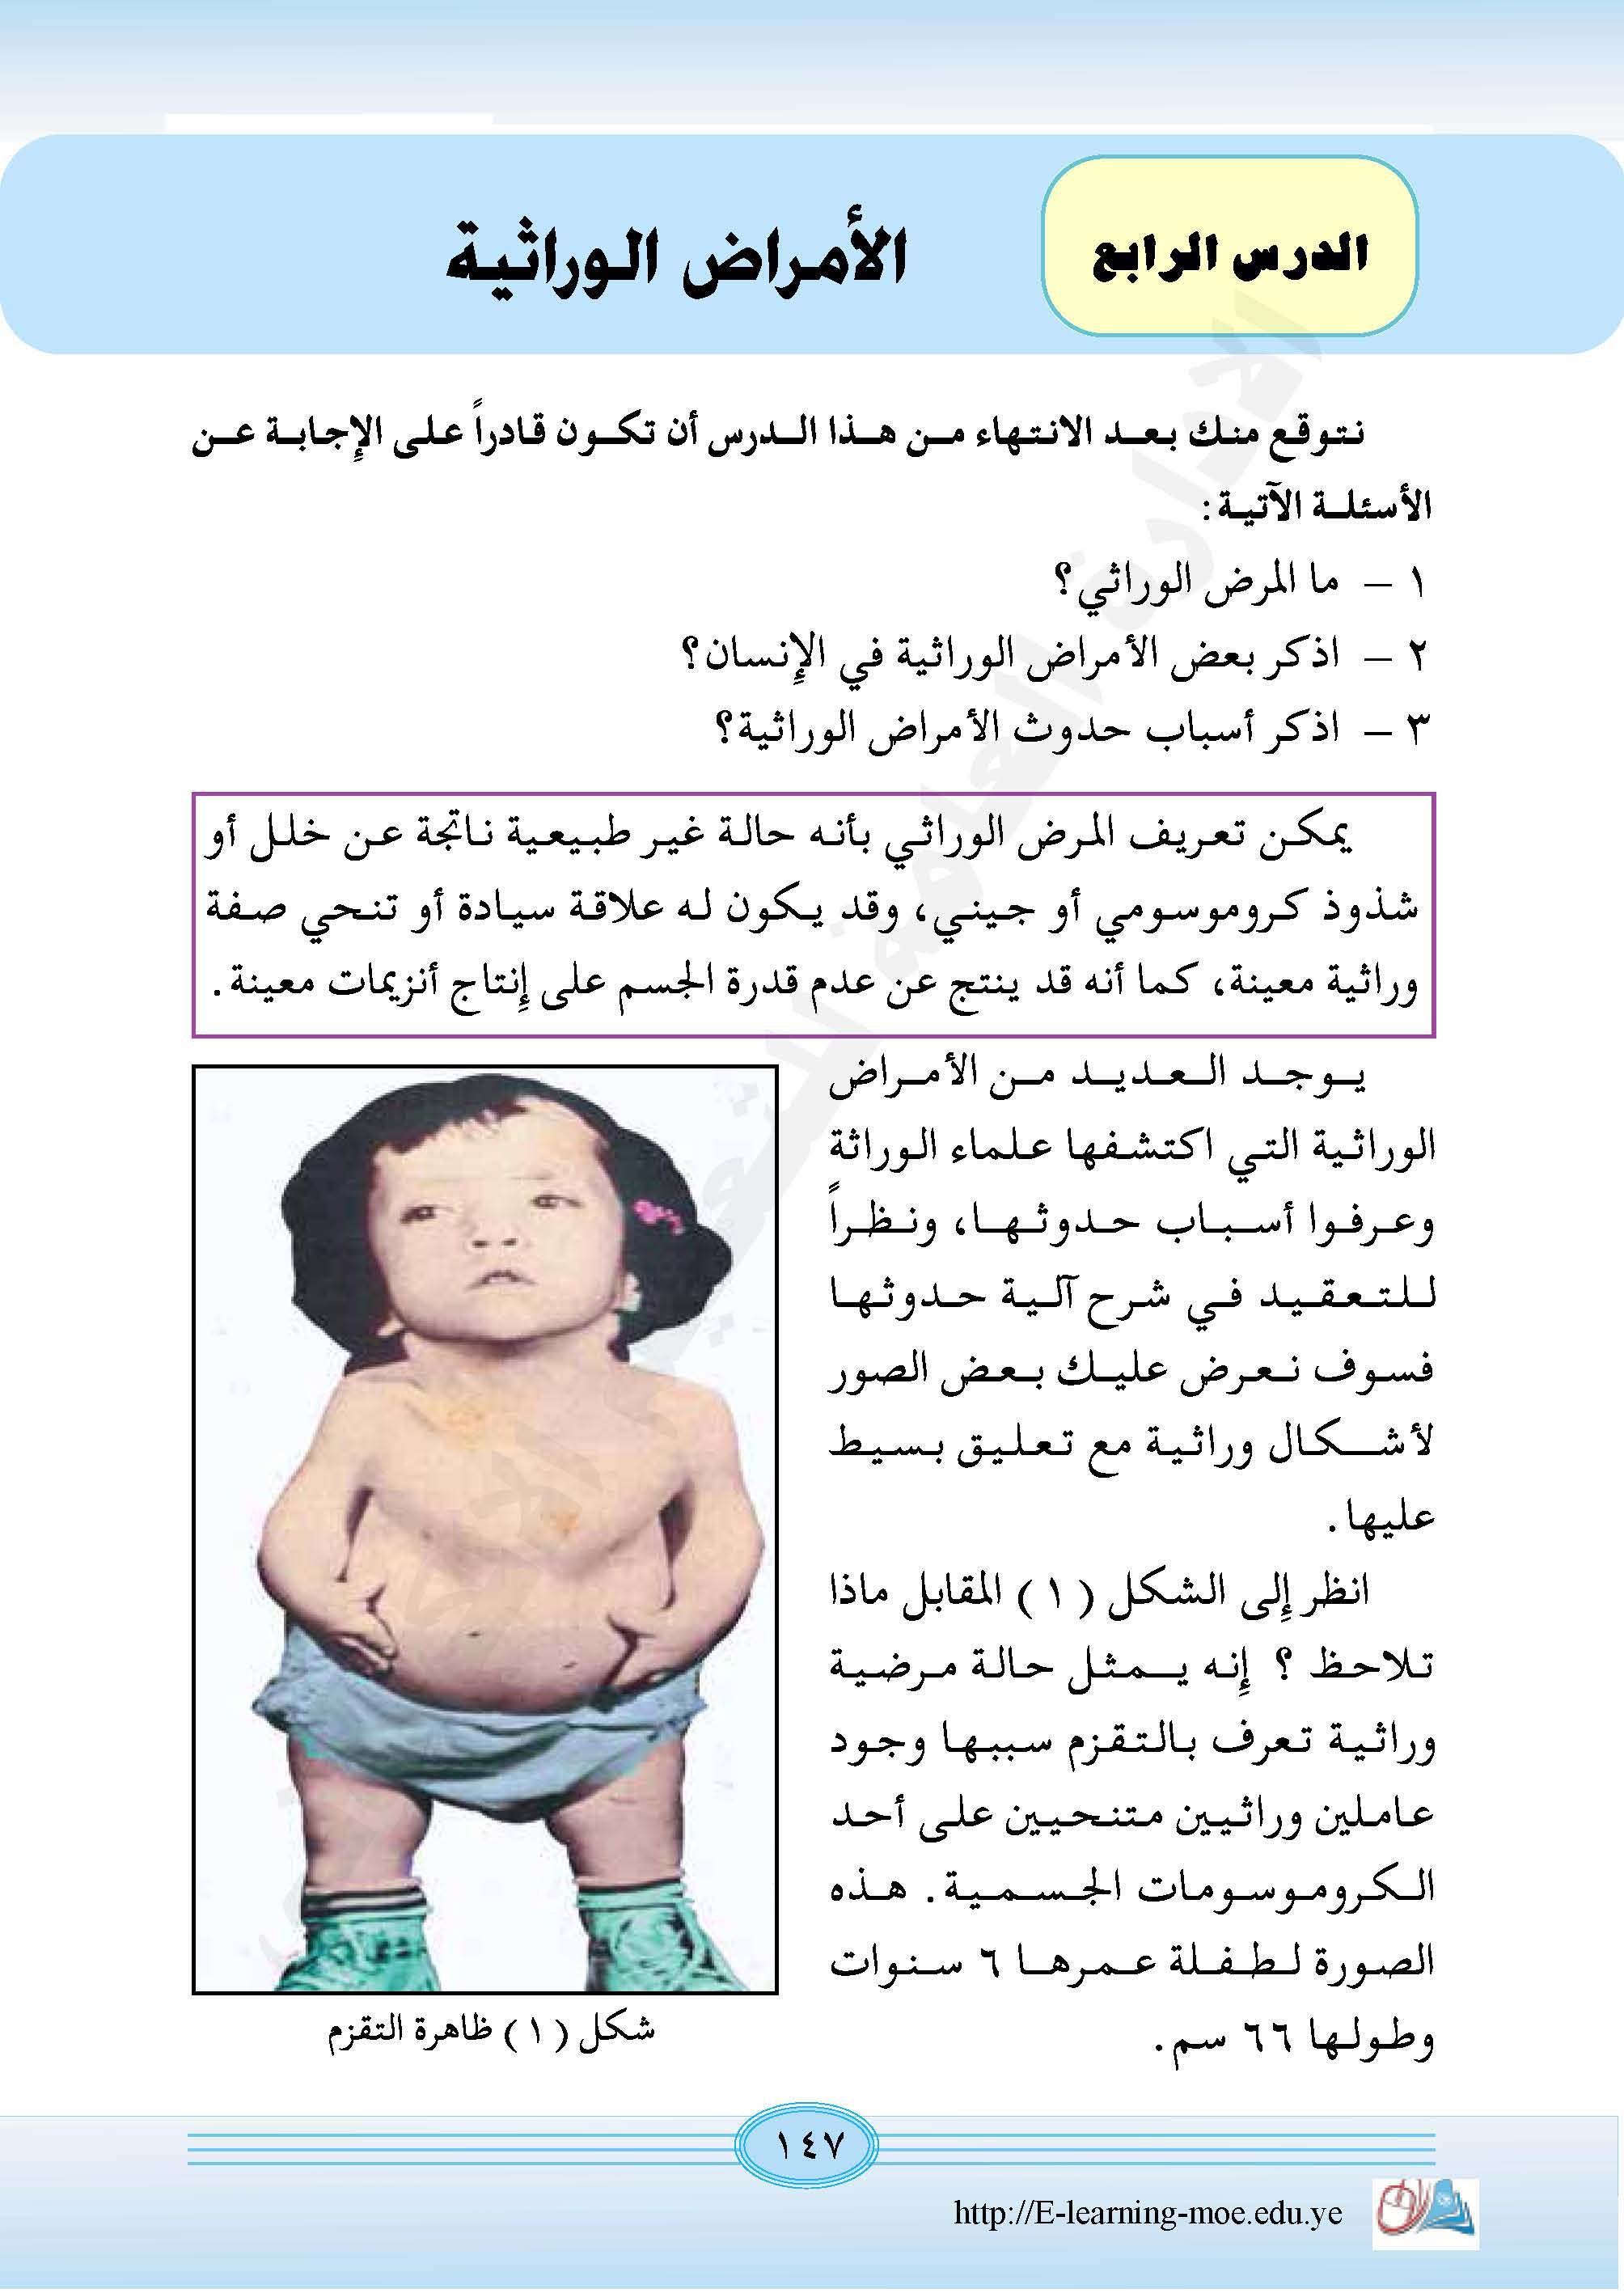 الدرس الرابع
الأمراض الوراثية
نتوقع منك بعد الانتهاء من هذا الدرس أن تكون قادراً على الإجابة عن
الأسئلة الآتية:
١ – ما المرض الوراثي؟
٢ – اذكر بعض الأمراض الوراثية في الإنسان؟
٣ – اذكر أسباب حدوث الأمراض الوراثية؟
يمكن تعريف المرض الوراثي بأنه حالة غير طبيعية ناتجة عن خلل أو
شذوذ كروموسومي أو جيني، وقد يكون له علاقة سيادة أو تنحي صفة
وراثية معينة، كما أنه قد ينتج عن عدم قدرة الجسم على إنتاج أنزيمات معينة.
يوجد العديد من الأمراض
الوراثية التي اكتشفها علماء الوراثة
وعرفوا أسباب حدوثها، ونظراً
للتعقيد في شرح آلية حدوثها
فسوف نعرض عليك بعض الصور
لأشكال وراثية مع تعليق بسيط
عليها.
انظر إلى الشكل (١) المقابل ماذا
تلاحظ ؟ إنه يمثل حالة مرضية
وراثية تعرف بالتقزم سببها وجود
عاملين وراثيين متنحيين على أحد
الكروموسومات الجسمية. هذه
الصورة لطفلة عمرها ٦ سنوات
وطولها ٦٦ سم.
شكل (١) ظاهرة التقزم
١٤٧
http://E-learning-moe.edu.ye